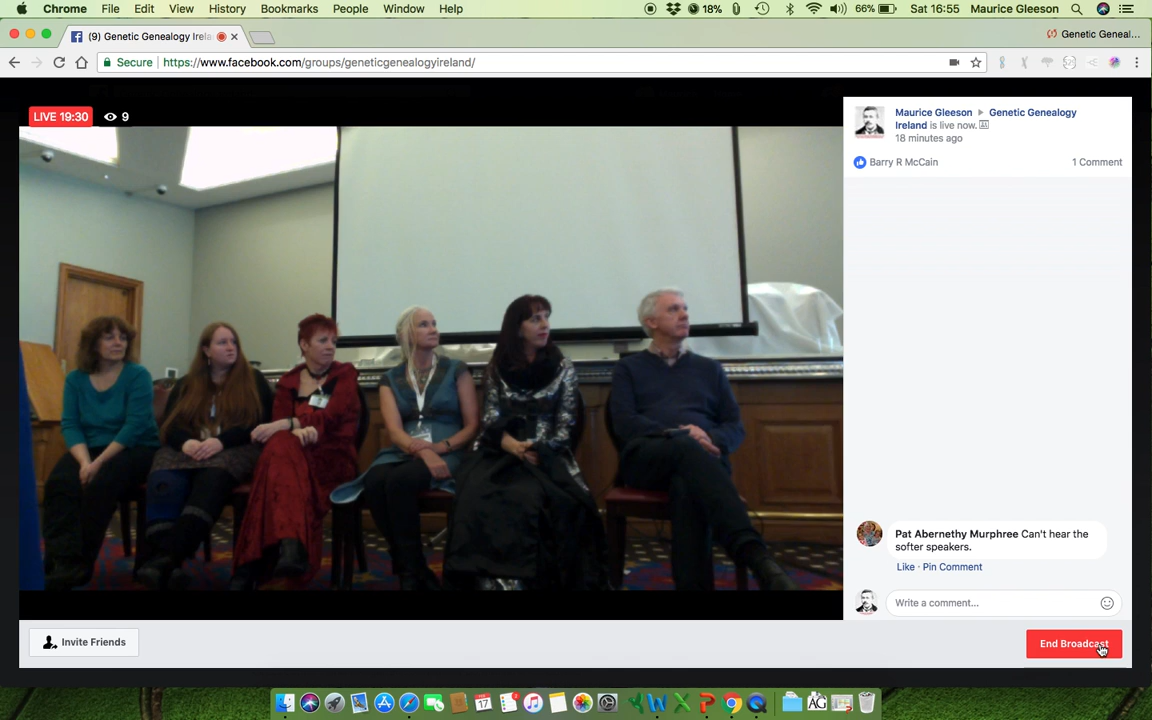 Chrome File Edit View History Bookmarks People Window Help 18% 66% Sat 16:55 Maurice Gleeson
(9) Genetic Genealogy Irela
Genetic Geneal...
Secure https://www.facebook.com/groups/geneticgenealogyireland/
LIVE 19:30 9
Maurice Gleeson ▸ Genetic Genealogy
Ireland is live now.
18 minutes ago
Barry R McCain 1 Comment
Pat Abernethy Murphree Can't hear the
softer speakers.
Like · Pin Comment
Write a comment...
Invite Friends
End Broadcast
17